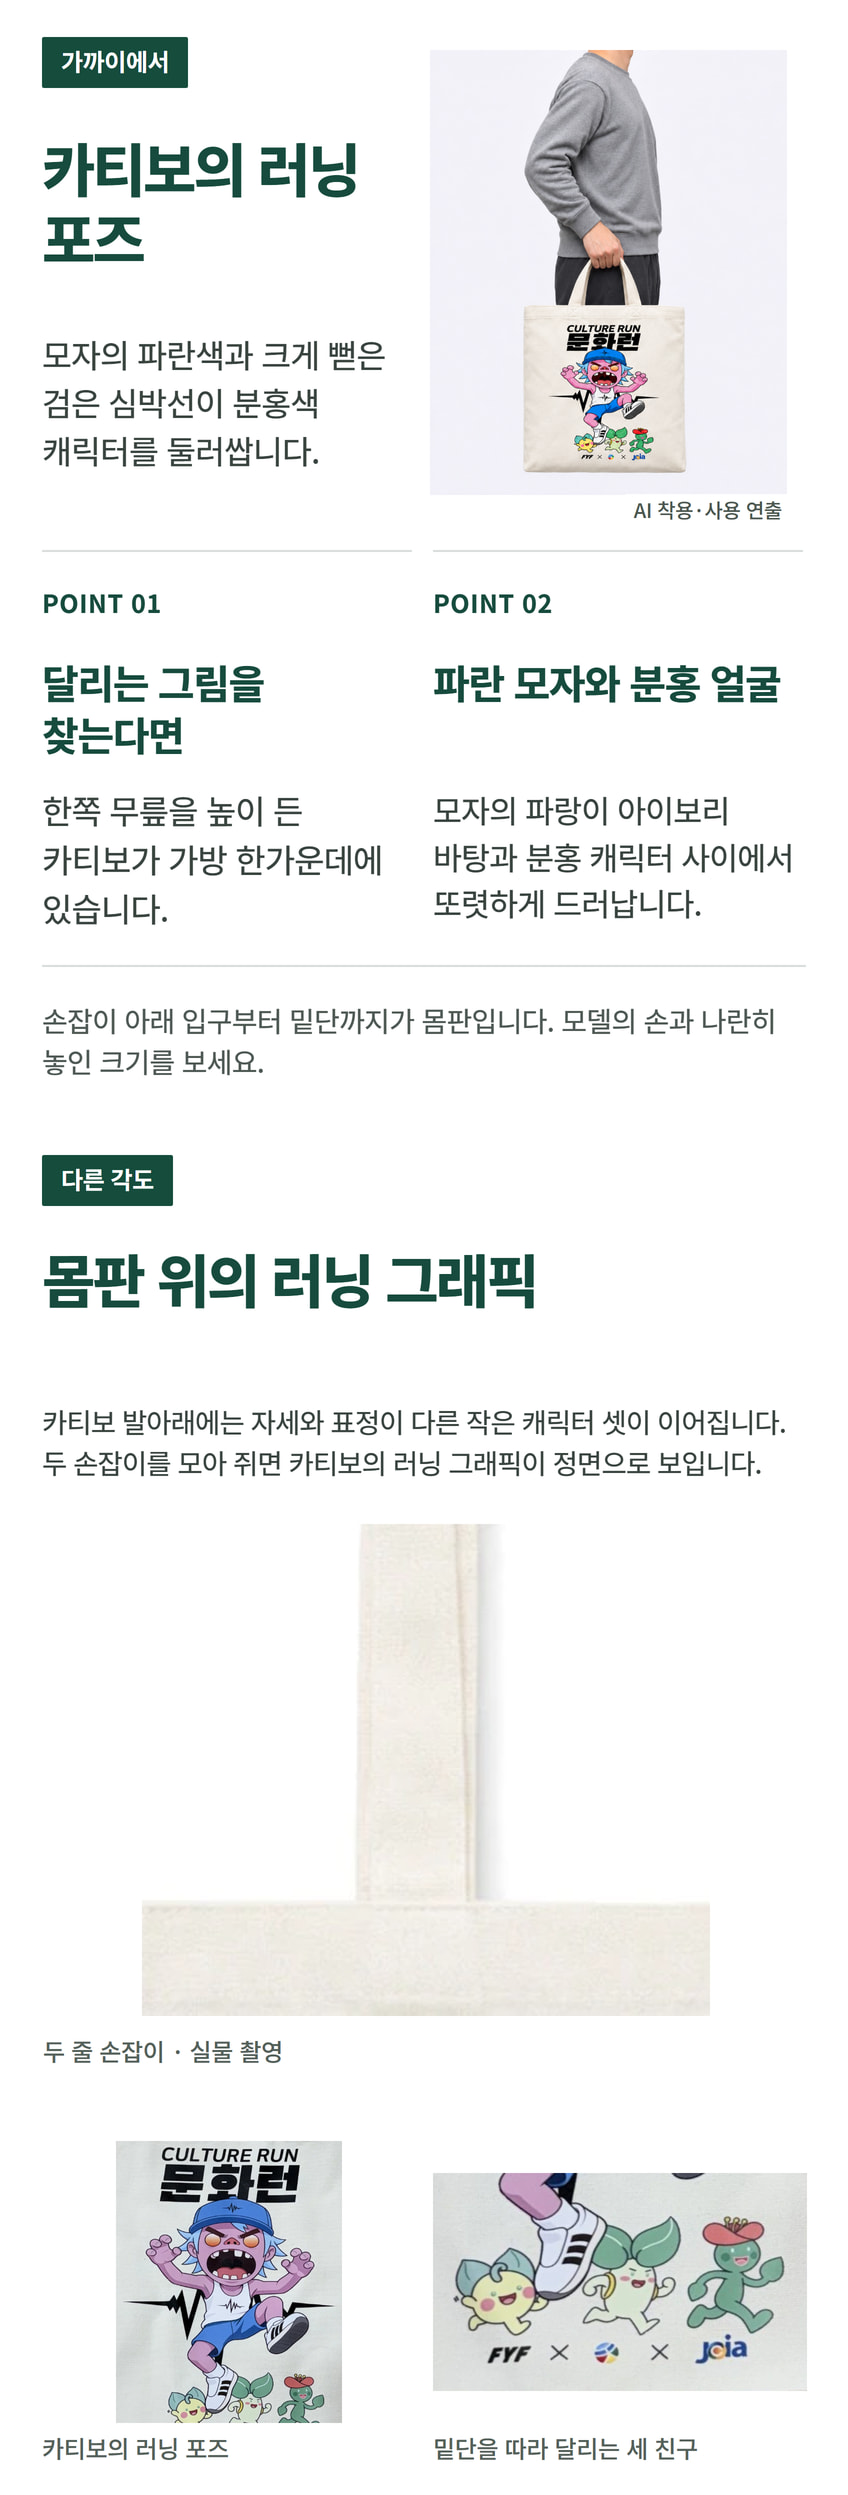 가까이에서
카티보의 러닝
포즈
모자의 파란색과 크게 뻗은
검은 심박선이 분홍색
캐릭터를 둘러쌉니다.
CULTURE RUN
문화런
FYF × × joia
AI 착용·사용 연출
POINT 01
달리는 그림을
찾는다면
한쪽 무릎을 높이 든
카티보가 가방 한가운데에
있습니다.
POINT 02
파란 모자와 분홍 얼굴
모자의 파랑이 아이보리
바탕과 분홍 캐릭터 사이에서
또렷하게 드러납니다.
손잡이 아래 입구부터 밑단까지가 몸판입니다. 모델의 손과 나란히
놓인 크기를 보세요.
다른 각도
몸판 위의 러닝 그래픽
카티보 발아래에는 자세와 표정이 다른 작은 캐릭터 셋이 이어집니다.
두 손잡이를 모아 쥐면 카티보의 러닝 그래픽이 정면으로 보입니다.
두 줄 손잡이 · 실물 촬영
CULTURE RUN
문화런
카티보의 러닝 포즈
FYF × × joia
밑단을 따라 달리는 세 친구